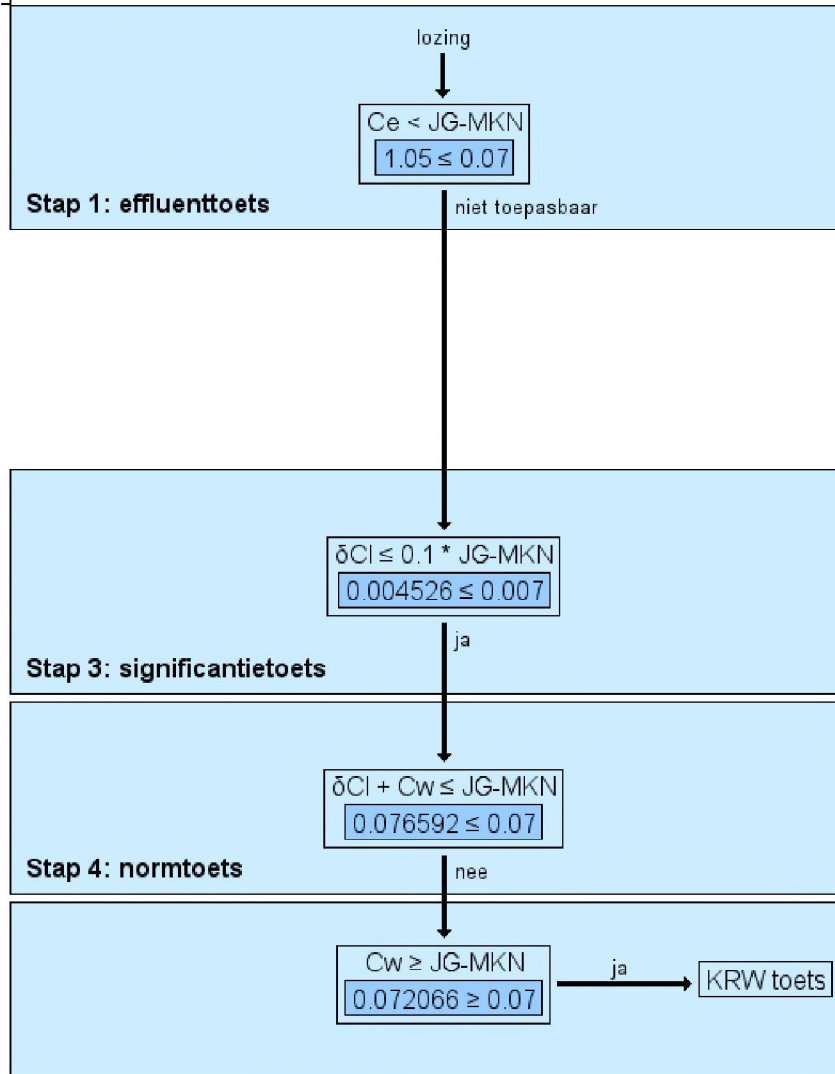 lozing
Ce < JG-MKN
1.05 ≤ 0.07
Stap 1: effluenttoets
niet toepasbaar
δCl ≤ 0.1 * JG-MKN
0.004526 ≤ 0.007
ja
Stap 3: significantietoets
δCl + Cw ≤ JG-MKN
0.076592 ≤ 0.07
Stap 4: normtoets
nee
Cw ≥ JG-MKN
0.072066 ≥ 0.07
ja
KRW toets